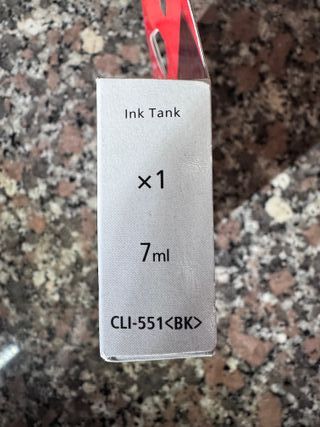 Ink Tank
×1
7ml
CLI-551<BK>